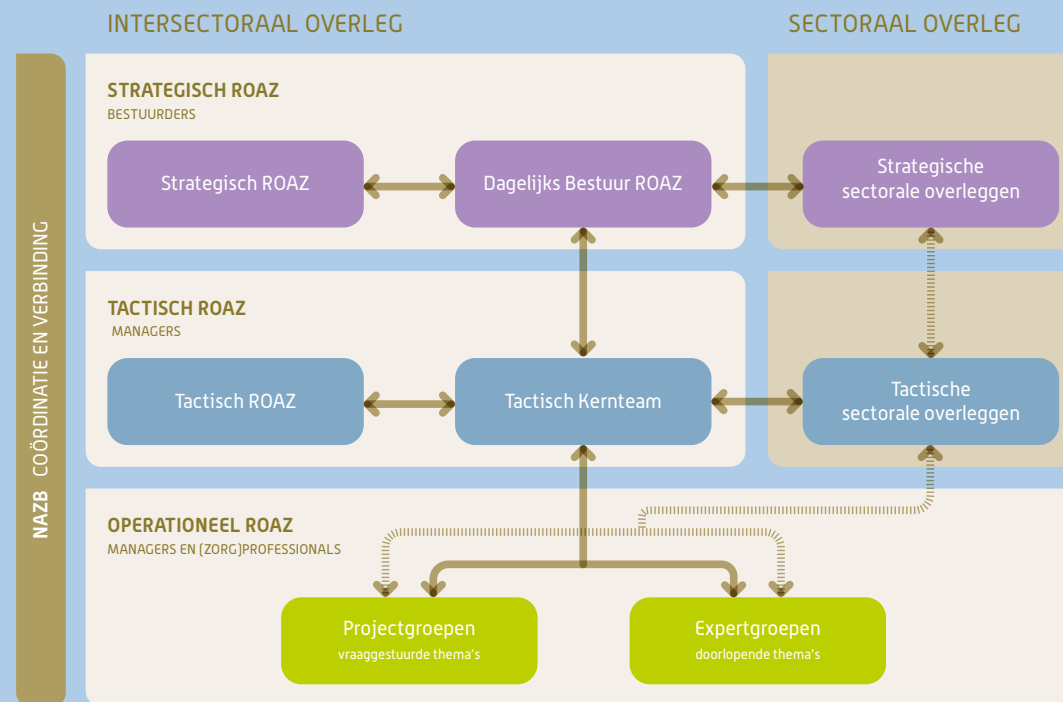 INTERSECTORAAL OVERLEG
SECTORAAL OVERLEG
NAZB COÖRDINATIE EN VERBINDING
STRATEGISCH ROAZ
BESTUURDERS
Strategisch ROAZ
Dagelijks Bestuur ROAZ
Strategische
sectorale overleggen
TACTISCH ROAZ
MANAGERS
Tactisch ROAZ
Tactisch Kernteam
Tactische
sectorale overleggen
OPERATIONEEL ROAZ
MANAGERS EN (ZORG)PROFESSIONALS
Projectgroepen
vraaggestuurde thema's
Expertgroepen
doorlopende thema's